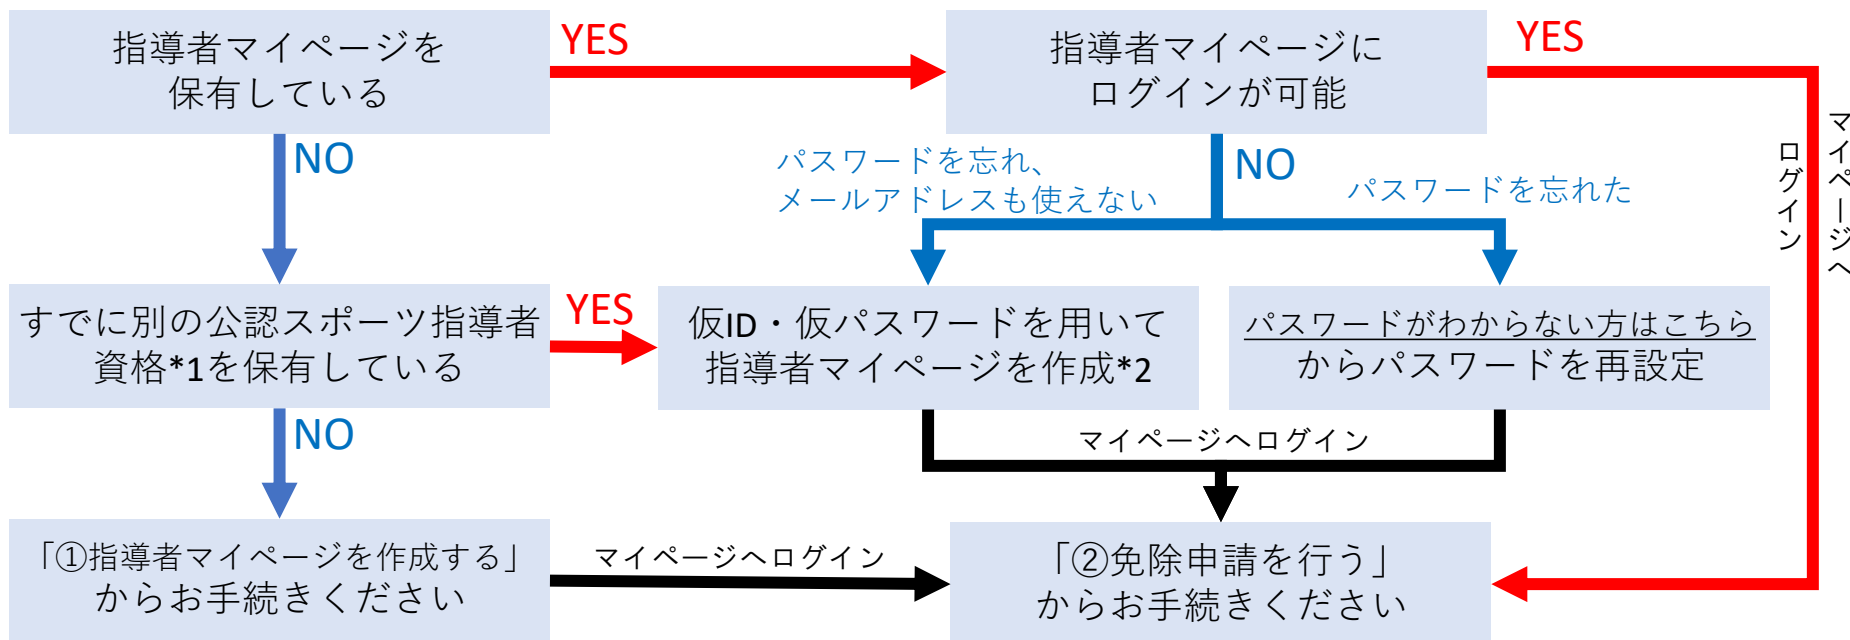 指導者マイページを
保有している
YES
指導者マイページに
ログインが可能
YES
マイページへ
ログイン
NO
パスワードを忘れ、
メールアドレスも使えない
NO
パスワードを忘れた
すでに別の公認スポーツ指導者
資格*1を保有している
YES
仮ID・仮パスワードを用いて
指導者マイページを作成*2
パスワードがわからない方はこちら
からパスワードを再設定
NO
マイページへログイン
「①指導者マイページを作成する」
からお手続きください
マイページへログイン
「②免除申請を行う」
からお手続きください